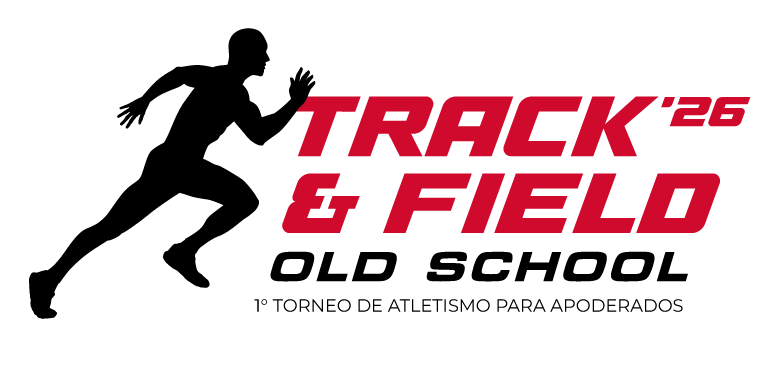 TRACK '26
& FIELD
OLD SCHOOL
1° TORNEO DE ATLETISMO PARA APODERADOS